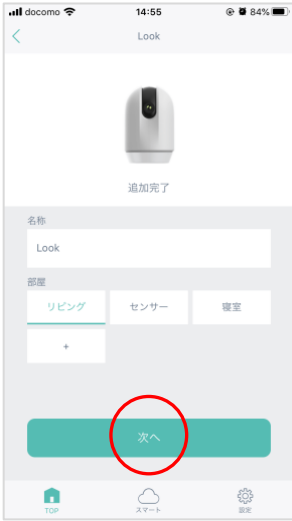 docomo 14:55 84%
Look
追加完了
名称
Look
部屋
リビング センサー 寝室
+
次へ
TOP スマート 設定